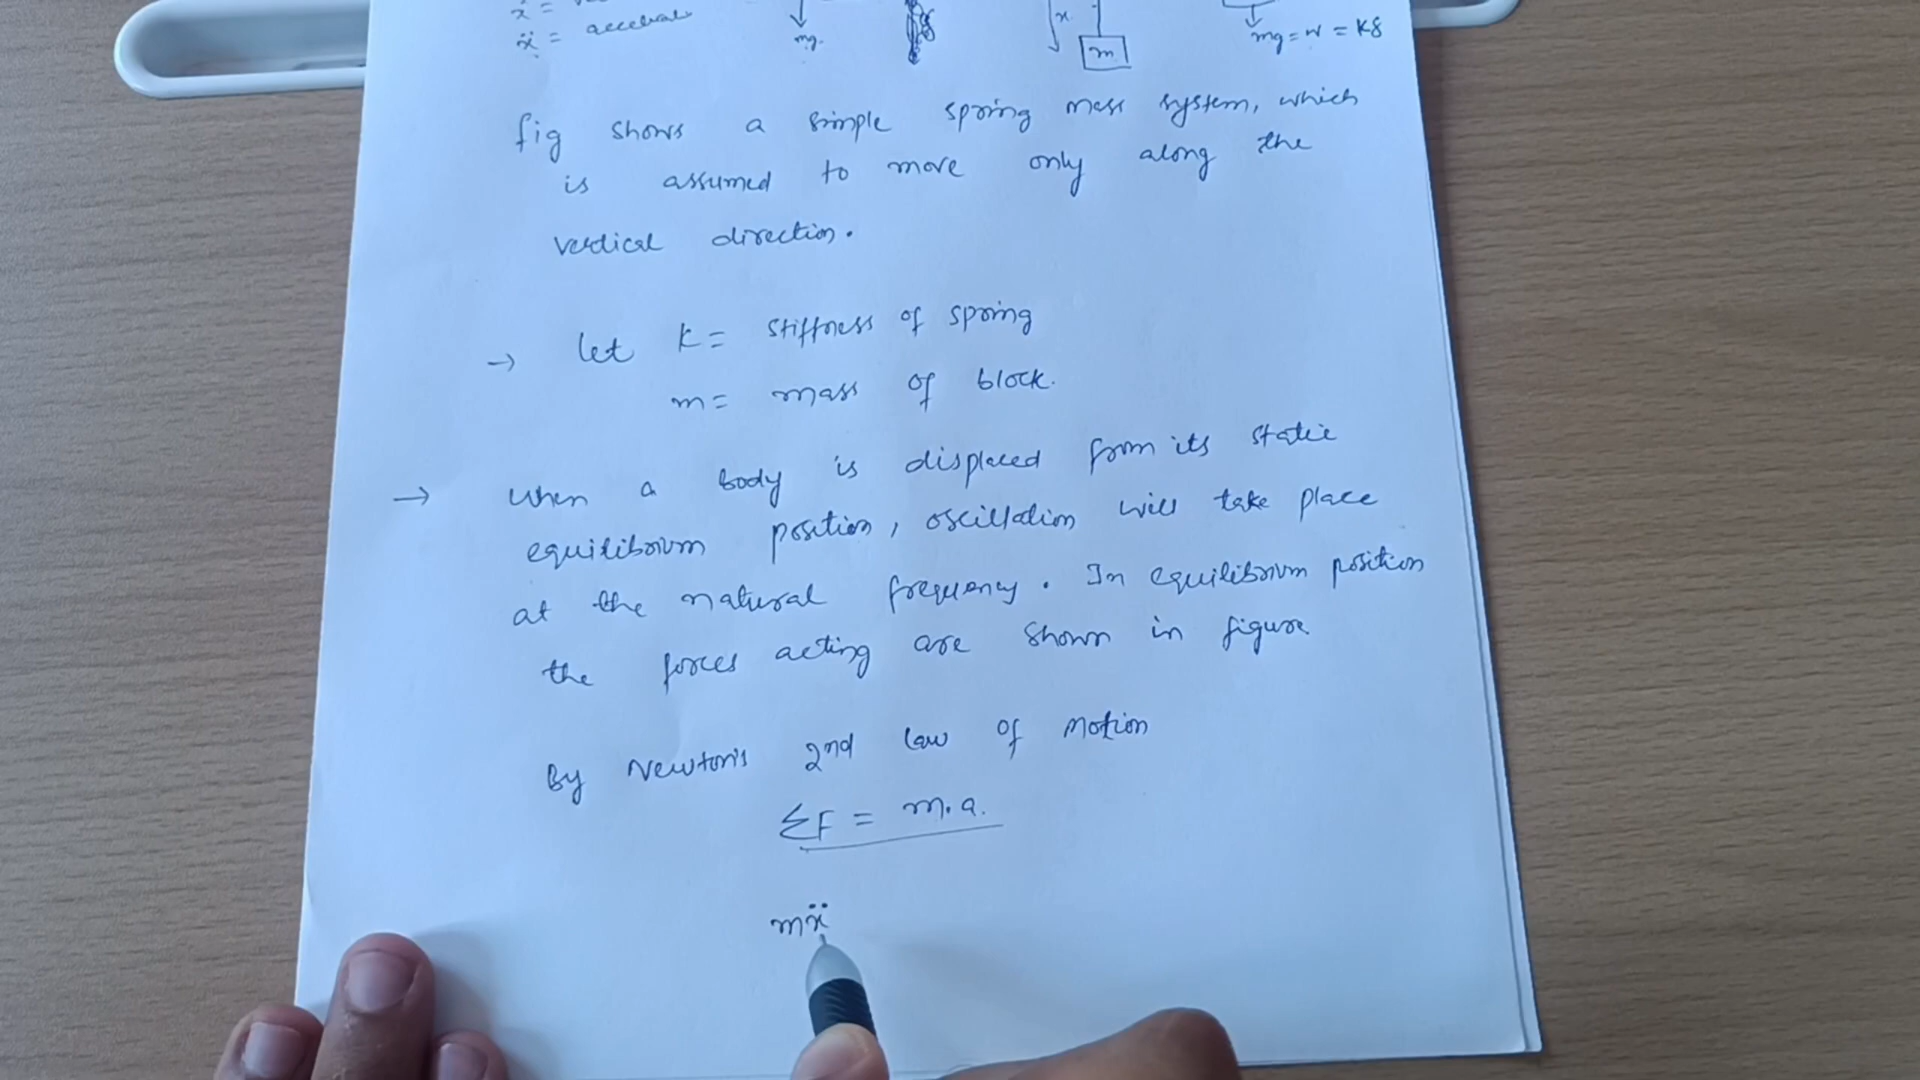 ẋ =
ẍ = accelral
mg.
x
m
mg = w = kδ
fig shows a simple spring mass system, which
is assumed to move only along the
vertical direction.
→ let k = stiffness of spring
m = mass of block.
→ when a body is displaced from its static
equilibrium position, oscillation will take place
at the natural frequency. In equilibrium position
the forces acting are shown in figure
By Newton's 2nd law of Motion
ΣF = m.a.
mẍ